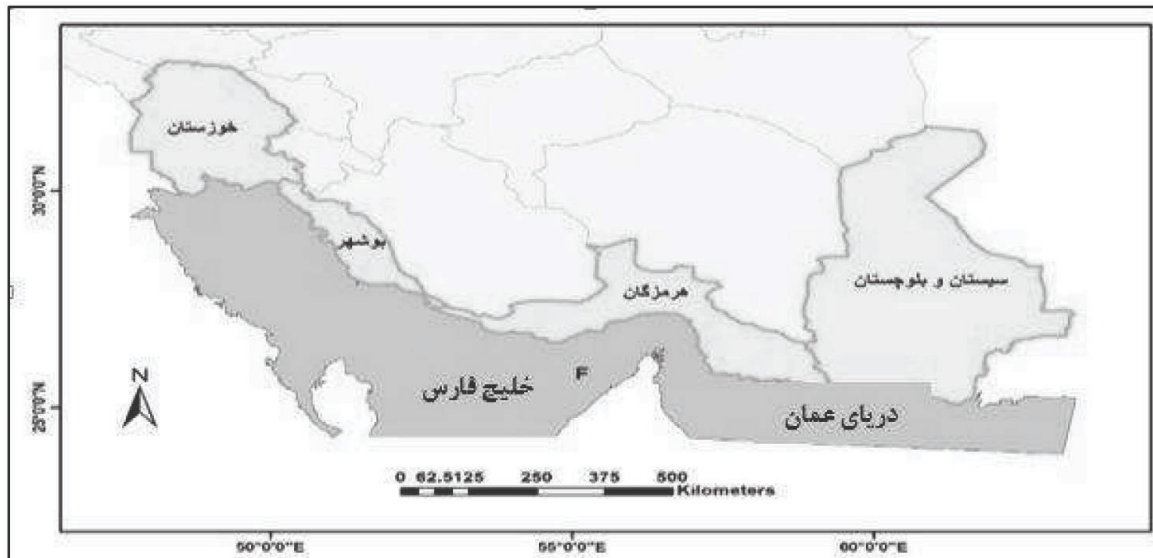 خوزستان
بوشهر
هرمزگان
سیستان و بلوچستان
خلیج فارس
F
دریای عمان
N
0 62.5125 250 375 500
Kilometers
30°0'0"N
25°0'0"N
50°0'0"E
55°0'0"E
60°0'0"E